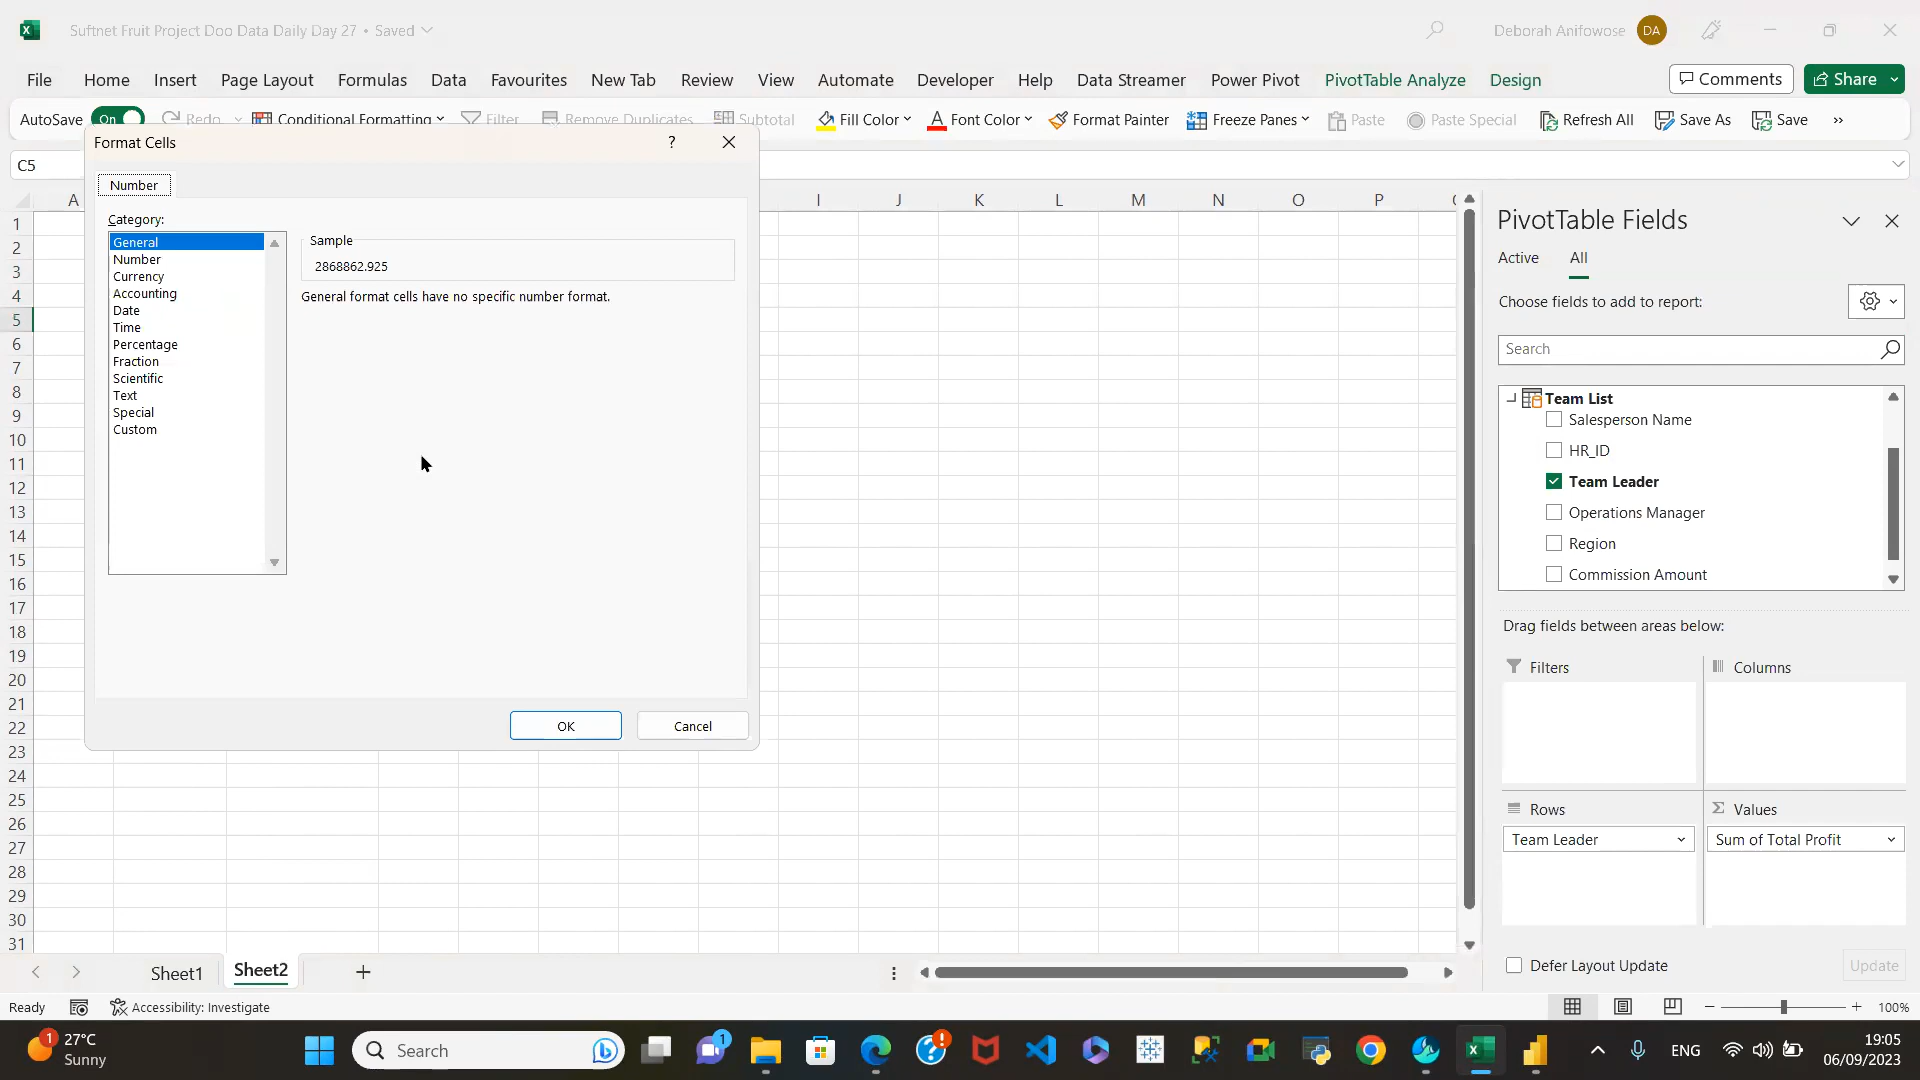 Suftnet Fruit Project Doo Data Daily Day 27 • Saved
Deborah Anifowose
DA
File Home Insert Page Layout Formulas Data Favourites New Tab Review View Automate Developer Help Data Streamer Power Pivot PivotTable Analyze Design Comments Share
AutoSave On Redo Conditional Formatting Filter Remove Duplicates Subtotal Fill Color Font Color Format Painter Freeze Panes Paste Paste Special Refresh All Save As Save
C5
Format Cells
?
Number
Category:
General
Number
Currency
Accounting
Date
Time
Percentage
Fraction
Scientific
Text
Special
Custom
Sample
2868862.925
General format cells have no specific number format.
OK
Cancel
A I J K L M N O P
1
2
3
4
5
6
7
8
9
10
11
12
13
14
15
16
17
18
19
20
21
22
23
24
25
26
27
28
29
30
31
PivotTable Fields
Active All
Choose fields to add to report:
Search
Team List
Salesperson Name
HR_ID
Team Leader
Operations Manager
Region
Commission Amount
Drag fields between areas below:
Filters
Columns
Rows
Values
Team Leader
Sum of Total Profit
Defer Layout Update
Update
Sheet1 Sheet2
Ready
Accessibility: Investigate
100%
1
27°C
Sunny
Search
1
ENG
19:05
06/09/2023